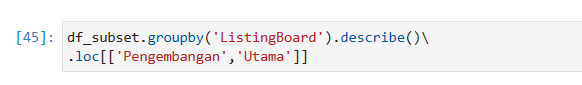 [45]: df_subset.groupby('ListingBoard').describe()\
.loc[['Pengembangan','Utama']]